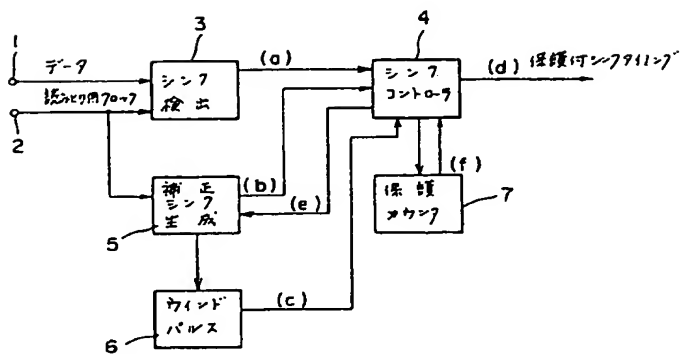 1
データ
2
読みとり用クロック
3
シンク
検出
(a)
4
シンク
コントローラ
(d)
保護付シンクタイミング
補正
シンク
生成
5
(b)
(e)
(f)
保護
カウンタ
7
ウィンド
パルス
6
(c)